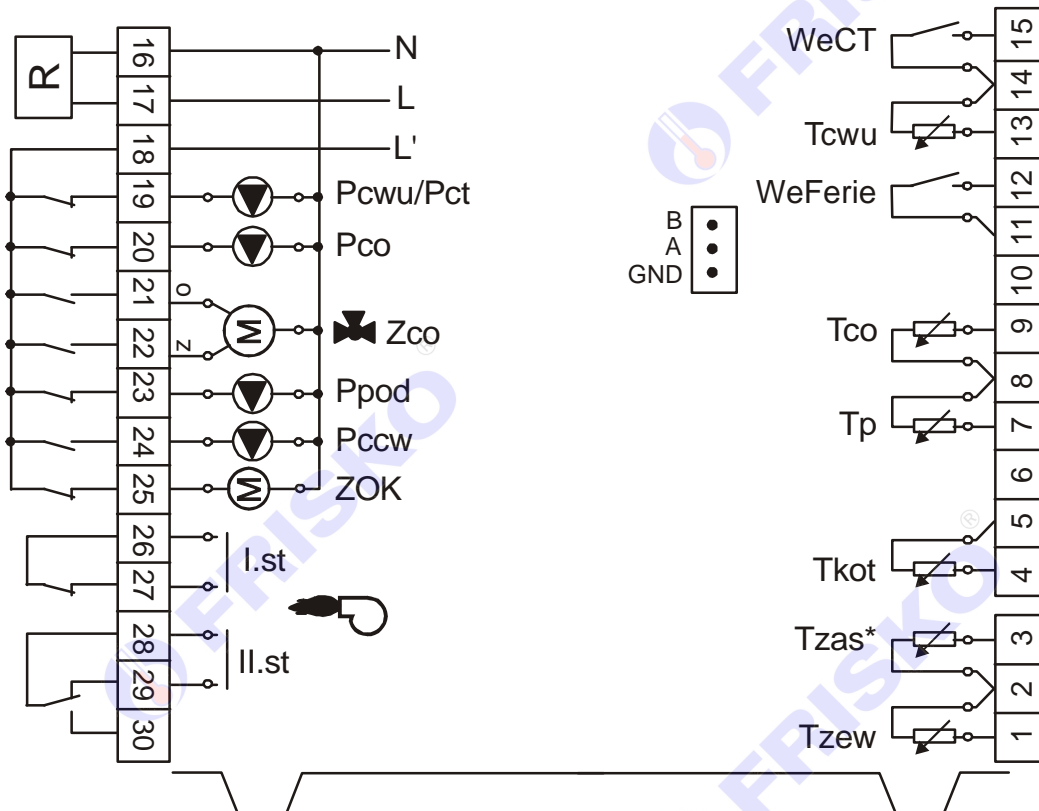 R
16
17
18
19
20
21
22
23
24
25
26
27
28
29
30
N
L
L'
Pcwu/Pct
Pco
o
z
M
Zco
Ppod
Pccw
M
ZOK
I.st
II.st
B
A
GND
WeCT
Tcwu
WeFerie
Tco
Tp
Tkot
Tzas*
Tzew
15
14
13
12
11
10
9
8
7
6
5
4
3
2
1
FRISKO®
FRISKO®
FRIS
FRISKO